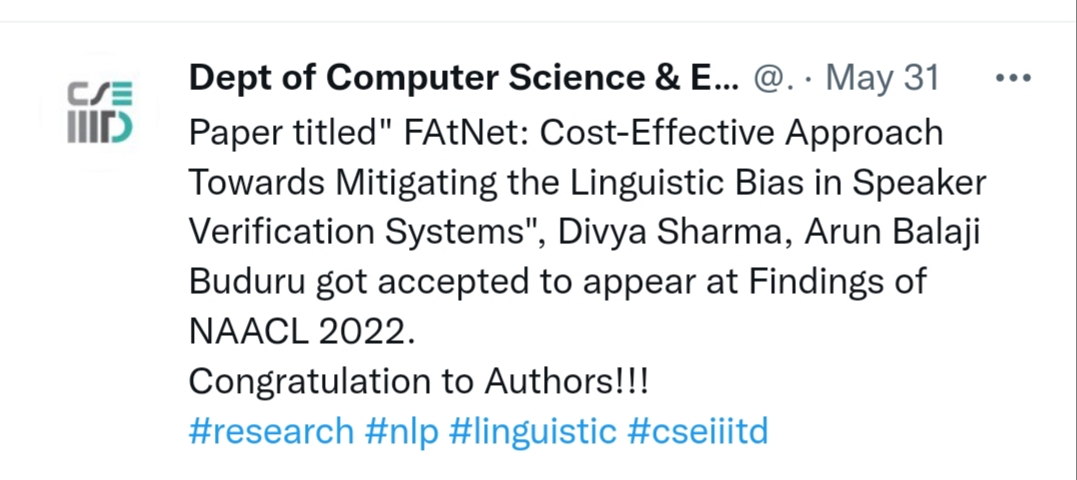 CSE
IIITD
Dept of Computer Science & E... @. · May 31 •••
Paper titled" FAtNet: Cost-Effective Approach
Towards Mitigating the Linguistic Bias in Speaker
Verification Systems", Divya Sharma, Arun Balaji
Buduru got accepted to appear at Findings of
NAACL 2022.
Congratulation to Authors!!!
#research #nlp #linguistic #cseiiitd